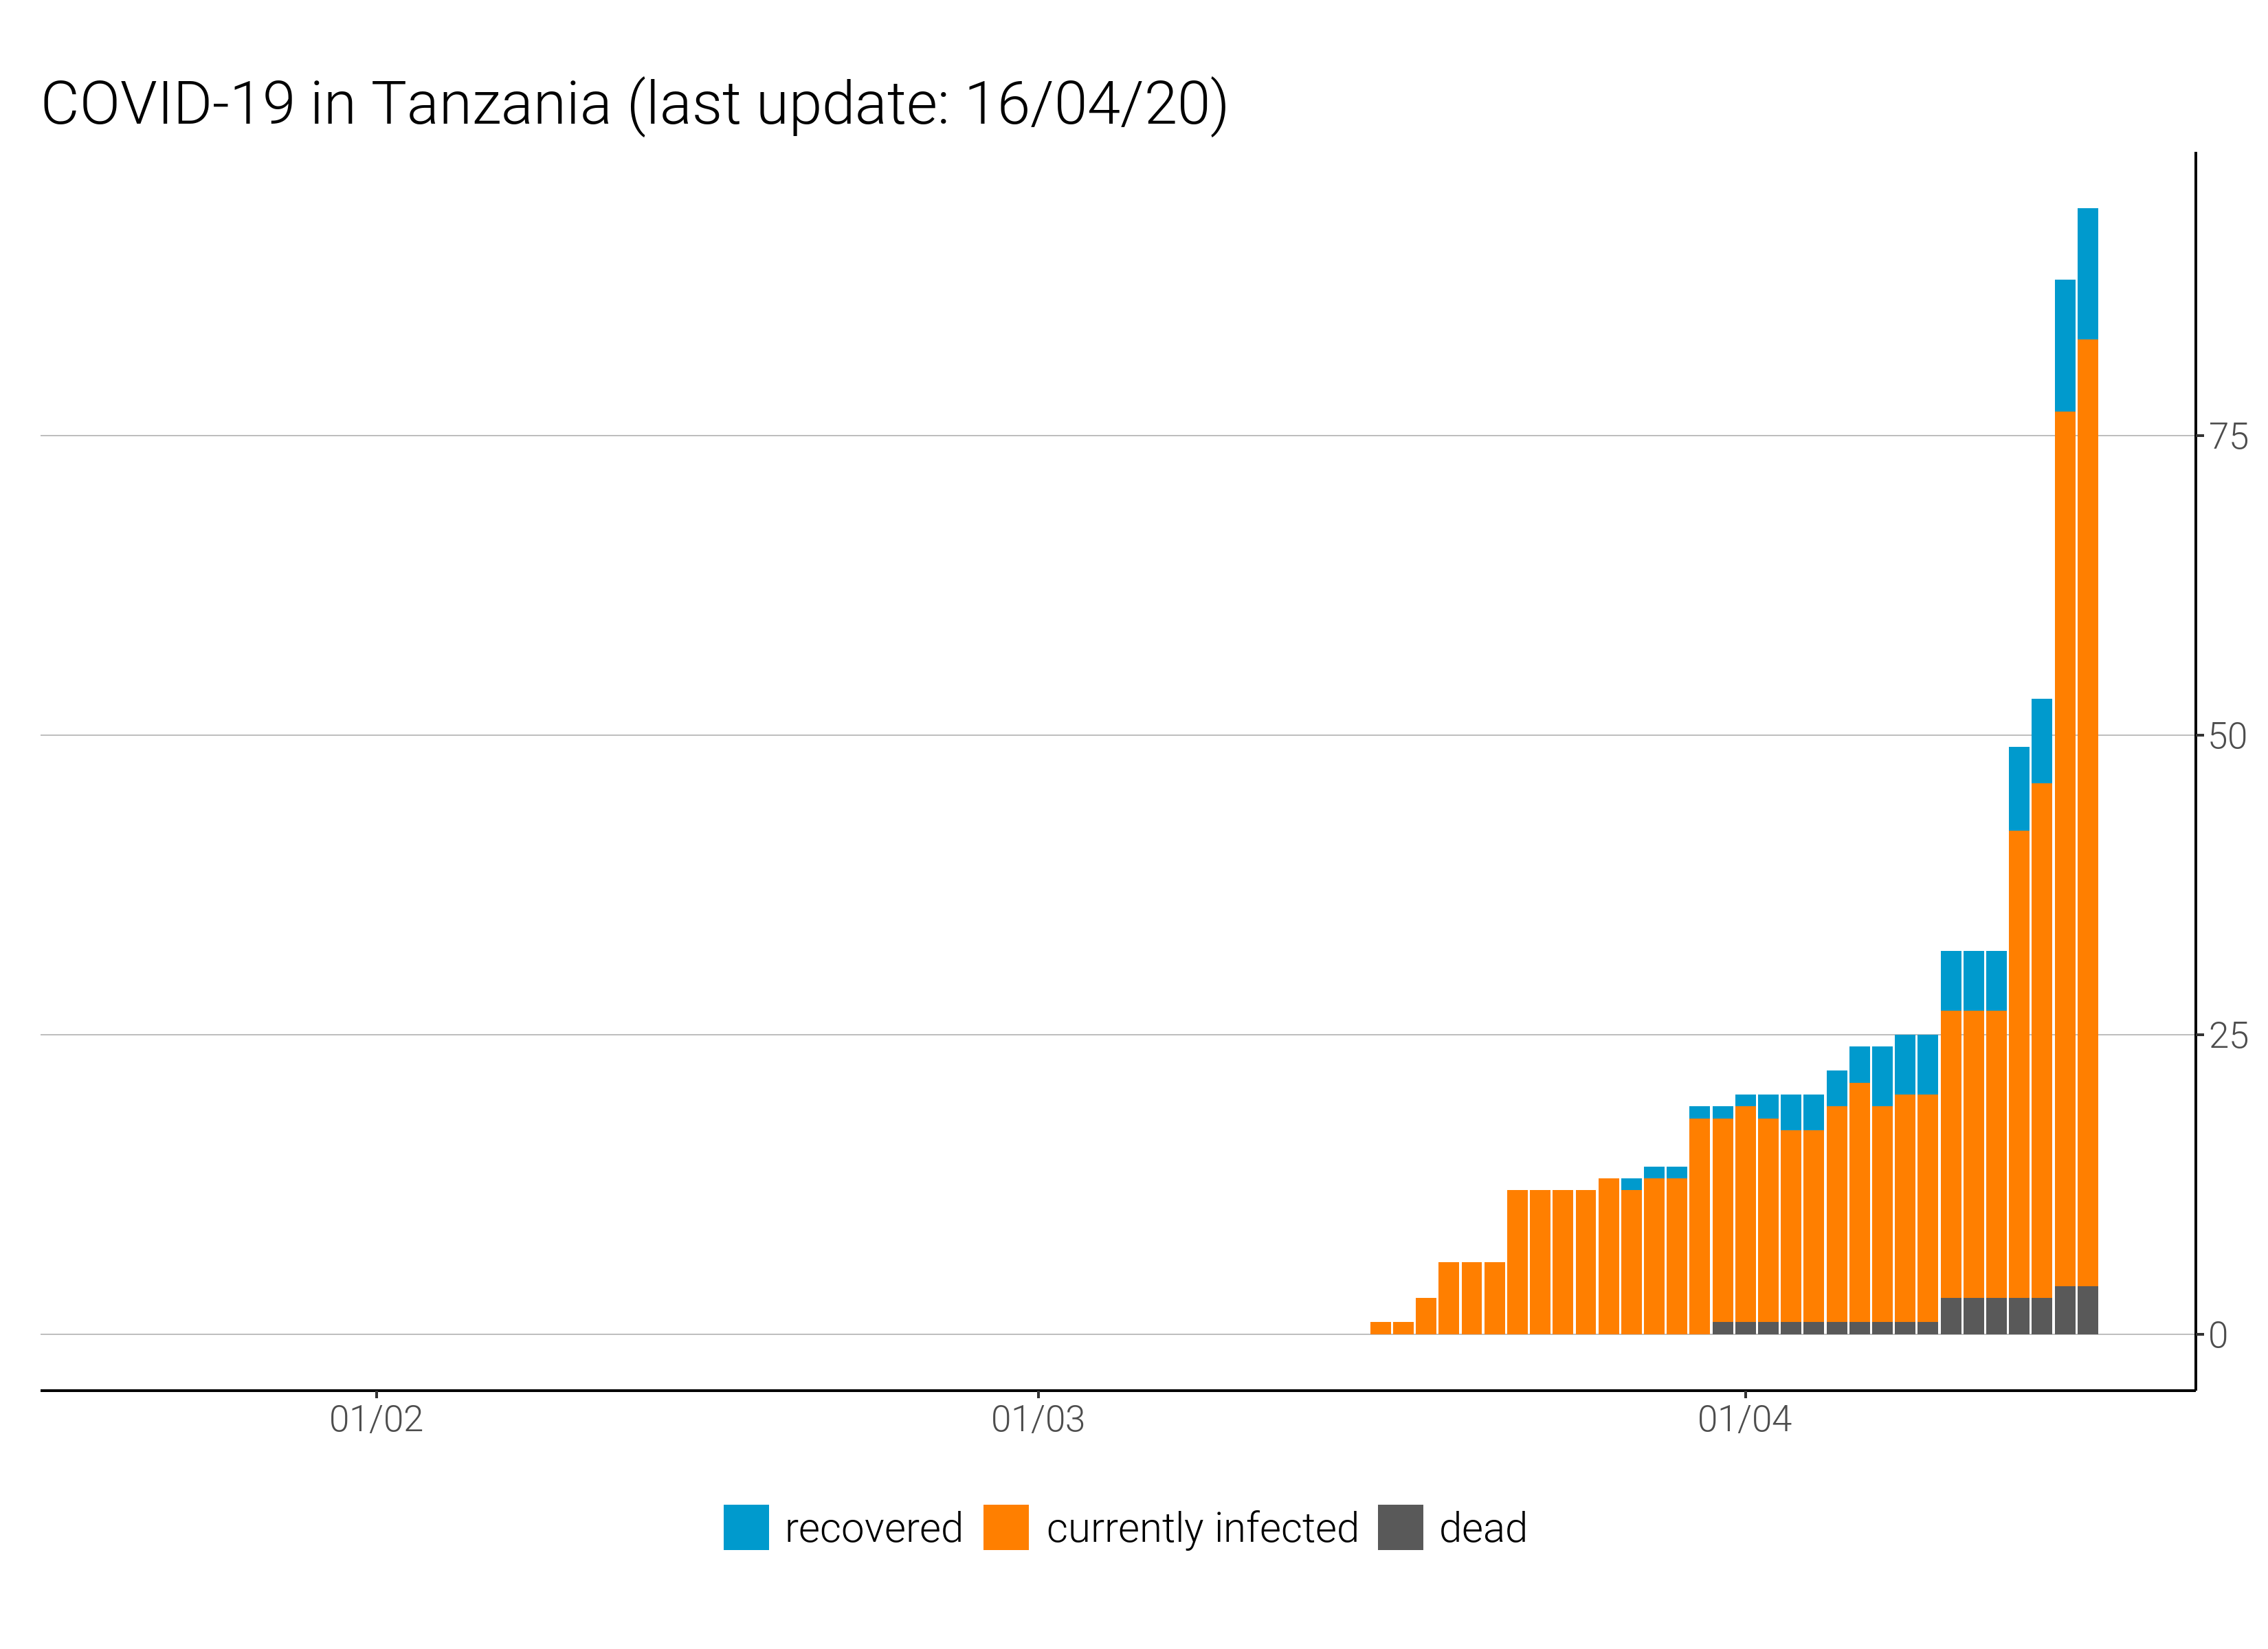 COVID-19 in Tanzania (last update: 16/04/20)
75
50
25
0
01/02 01/03 01/04
recovered currently infected dead